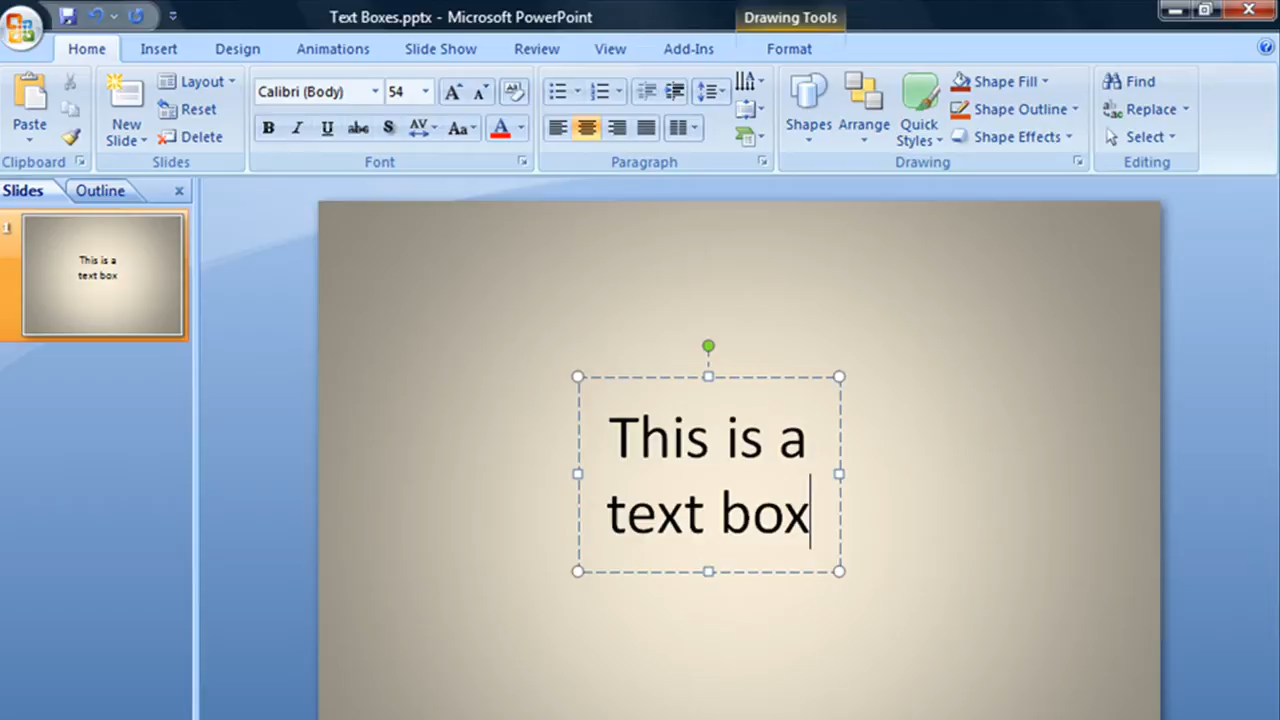 Text Boxes.pptx - Microsoft PowerPoint
Drawing Tools
Home Insert Design Animations Slide Show Review View Add-Ins Format
Paste
Clipboard
New
Slide
Layout
Reset
Delete
Slides
Calibri (Body) 54
B I U abc S AV Aa A
Font
Paragraph
Shapes
Arrange
Quick
Styles
Shape Fill
Shape Outline
Shape Effects
Drawing
Find
Replace
Select
Editing
Slides Outline
1
This is a
text box
This is a
text box